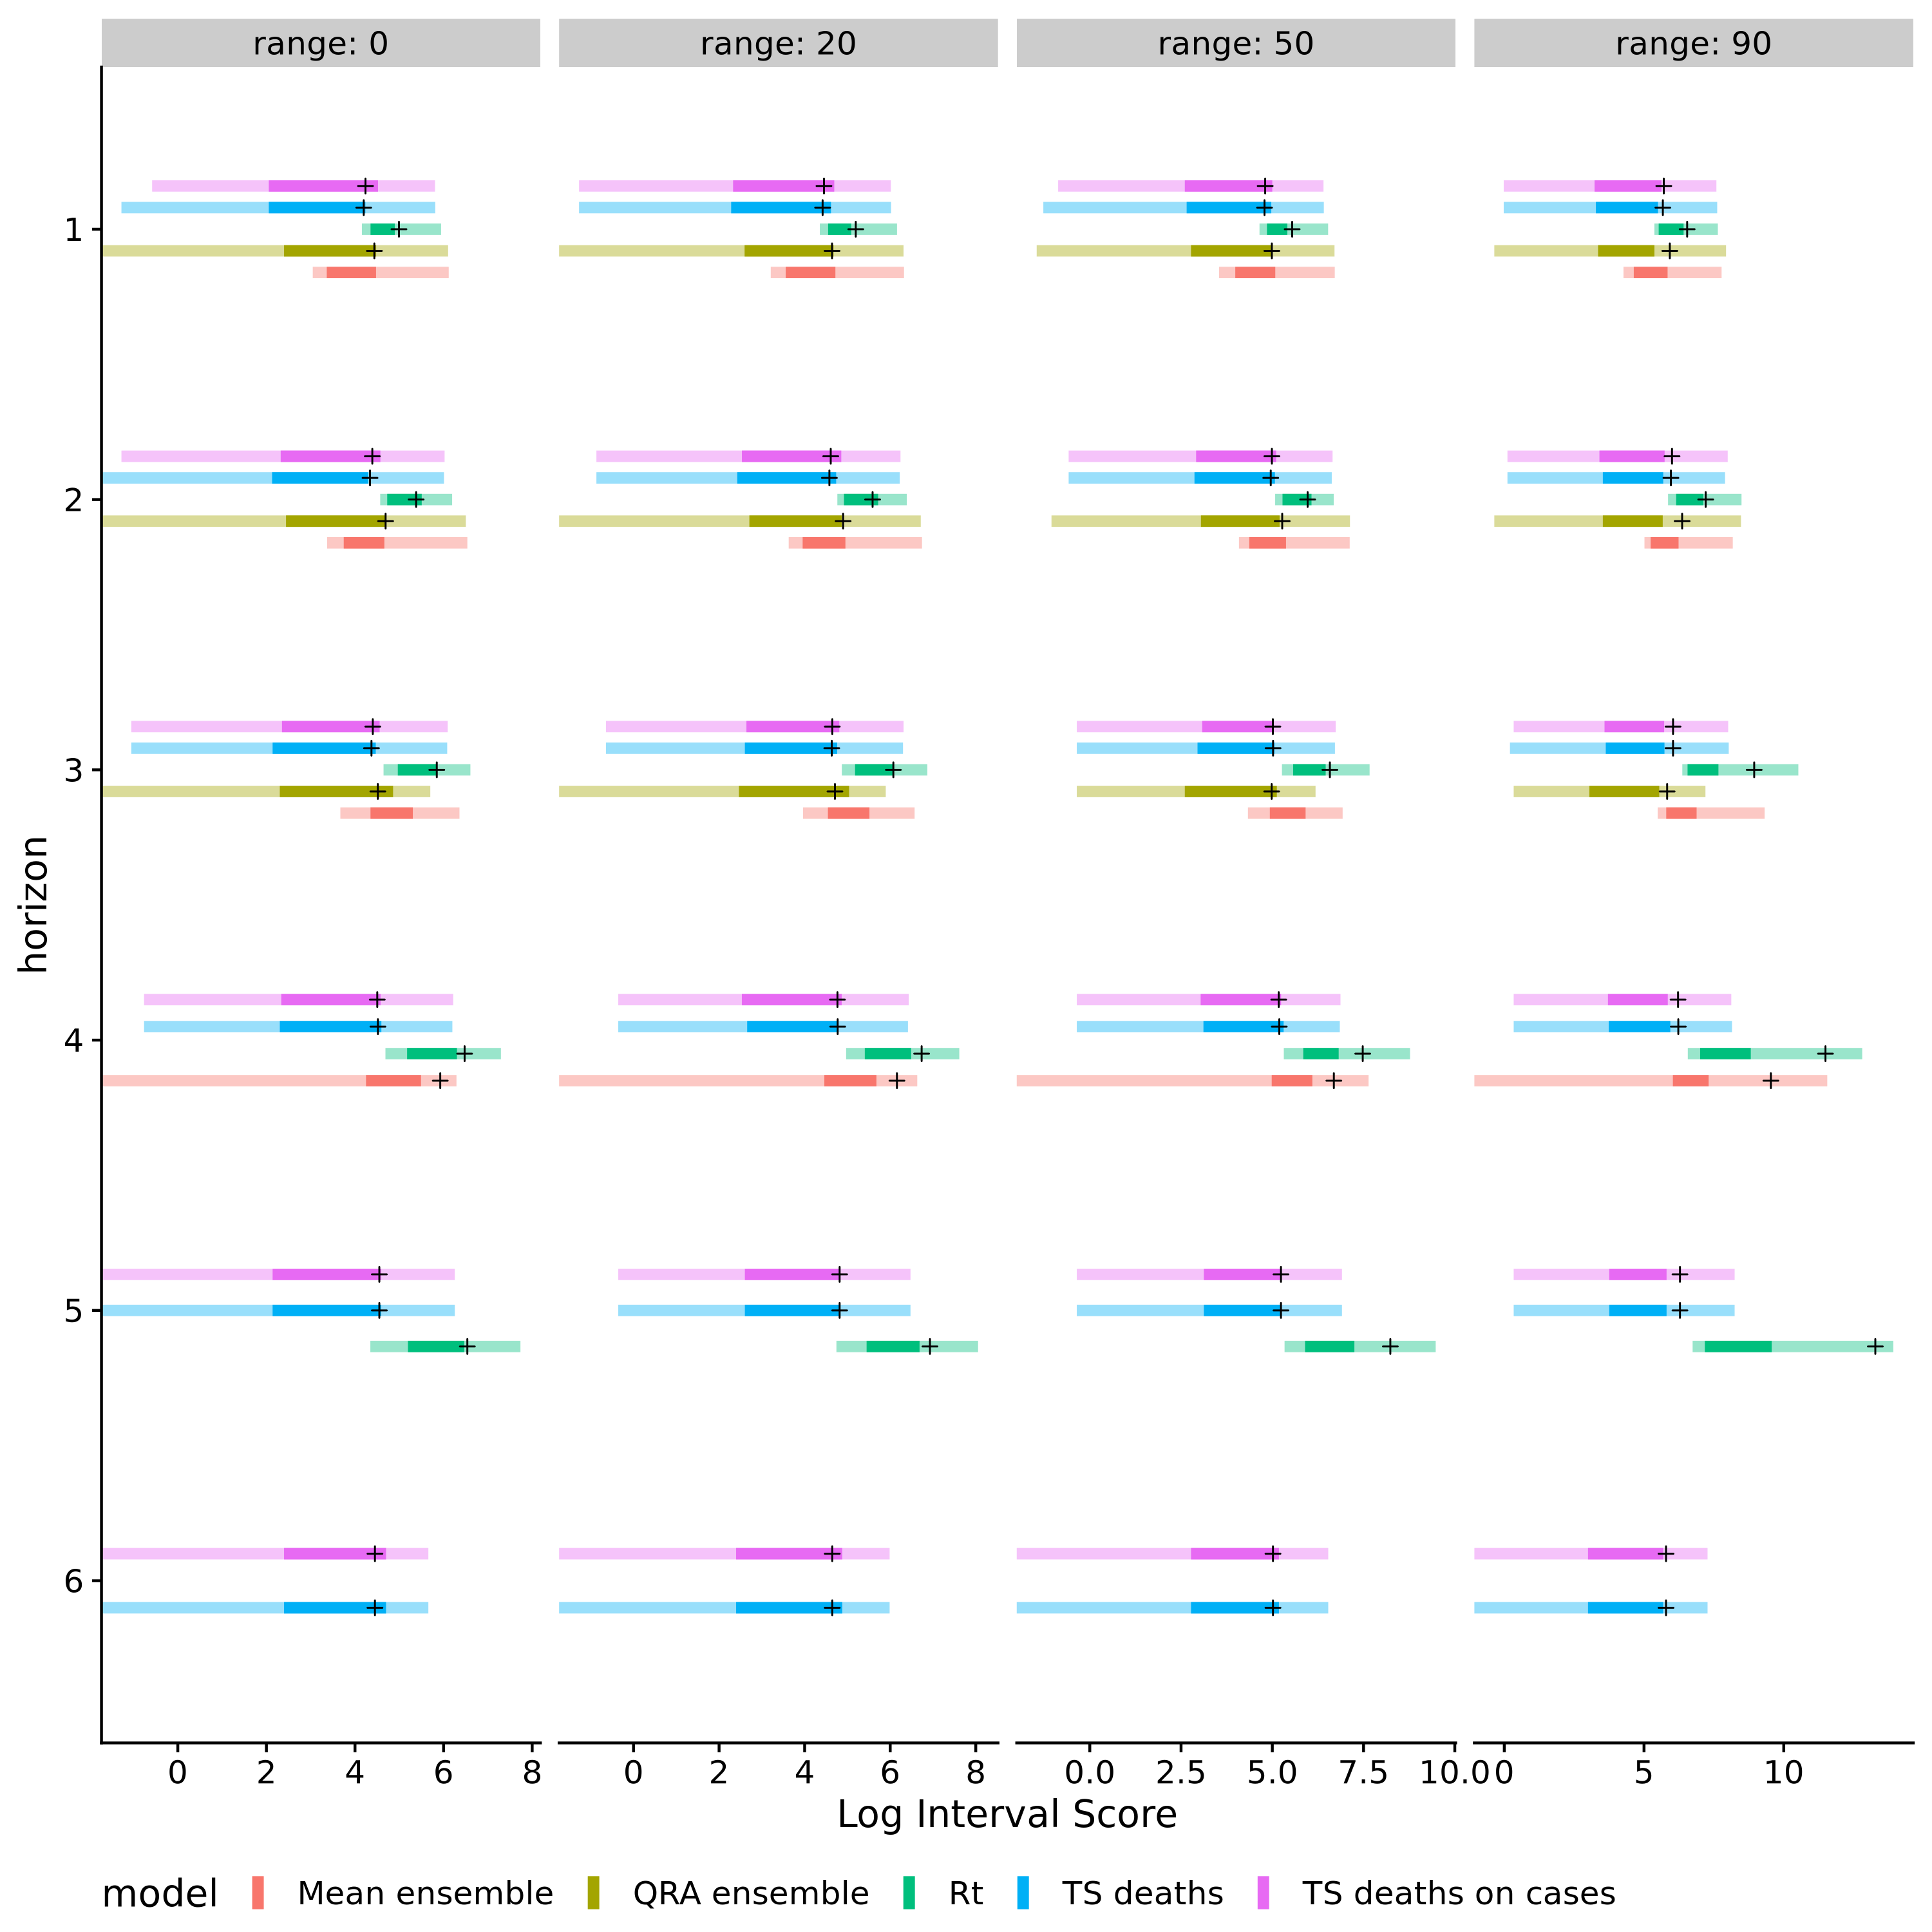 range: 0 range: 20 range: 50 range: 90
horizon
1
2
3
4
5
6
0 2 4 6 8 0 2 4 6 8 0.0 2.5 5.0 7.5 10.0 0 5 10
Log Interval Score
model Mean ensemble QRA ensemble Rt TS deaths TS deaths on cases